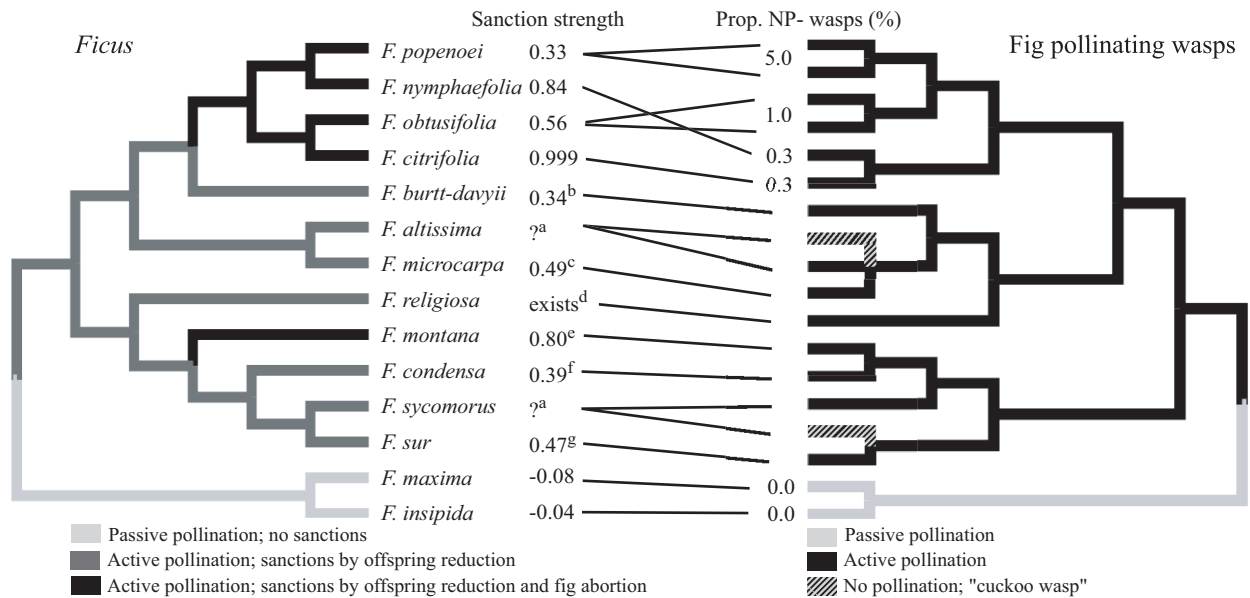 Sanction strength Prop. NP- wasps (%)
Ficus Fig pollinating wasps
F. popenoei 0.33 5.0
F. nymphaefolia 0.84
F. obtusifolia 0.56 1.0
F. citrifolia 0.999 0.3
0.3
F. burtt-davyii 0.34b
F. altissima ?a
F. microcarpa 0.49c
F. religiosa existsd
F. montana 0.80e
F. condensa 0.39f
F. sycomorus ?a
F. sur 0.47g
F. maxima -0.08 0.0
F. insipida -0.04 0.0
Passive pollination; no sanctions
Active pollination; sanctions by offspring reduction
Active pollination; sanctions by offspring reduction and fig abortion
Passive pollination
Active pollination
No pollination; "cuckoo wasp"